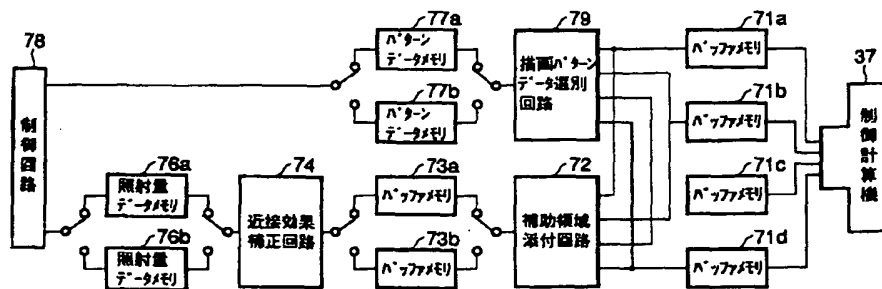 78
制御回路
77a
パターン
データメモリ
77b
パターン
データメモリ
79
描画パターン
データ選別
回路
71a
バッファメモリ
71b
バッファメモリ
71c
バッファメモリ
71d
バッファメモリ
37
制御計算機
76a
照射量
データメモリ
76b
照射量
データメモリ
74
近接効果
補正回路
73a
バッファメモリ
73b
バッファメモリ
72
補助領域
添付回路